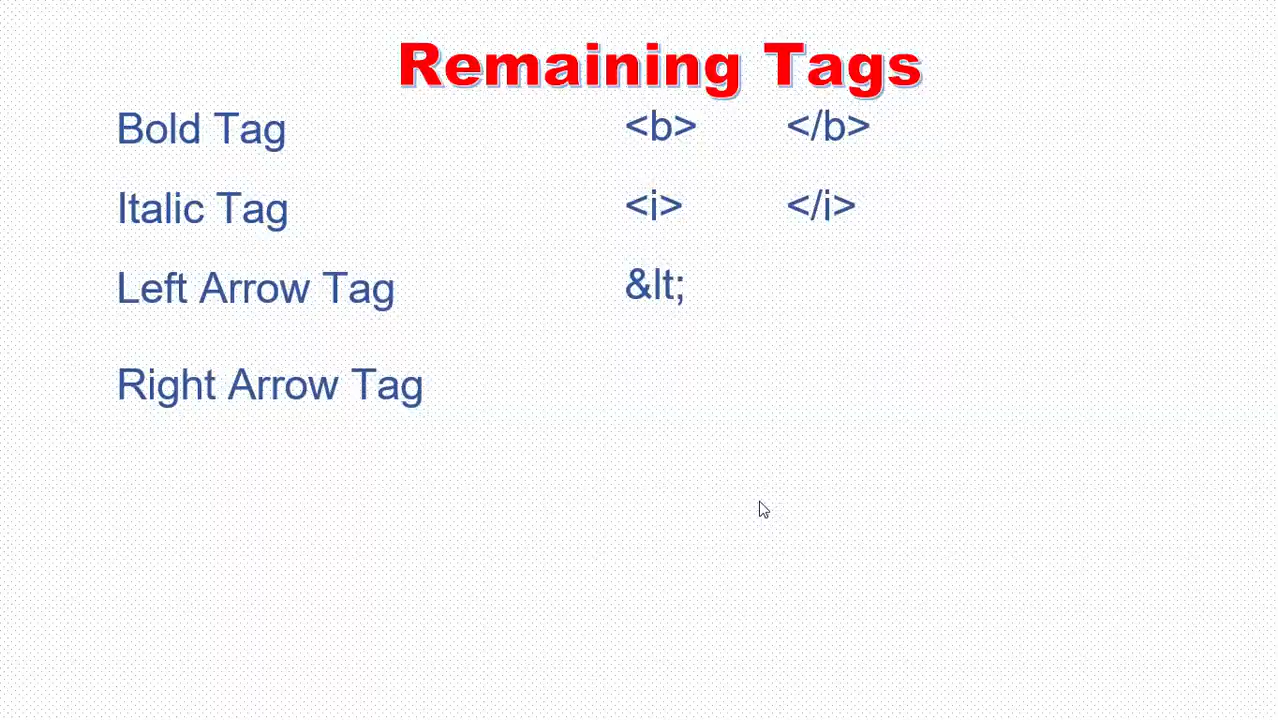 Remaining Tags
Bold Tag <b> </b>
Italic Tag <i> </i>
Left Arrow Tag &lt;
Right Arrow Tag